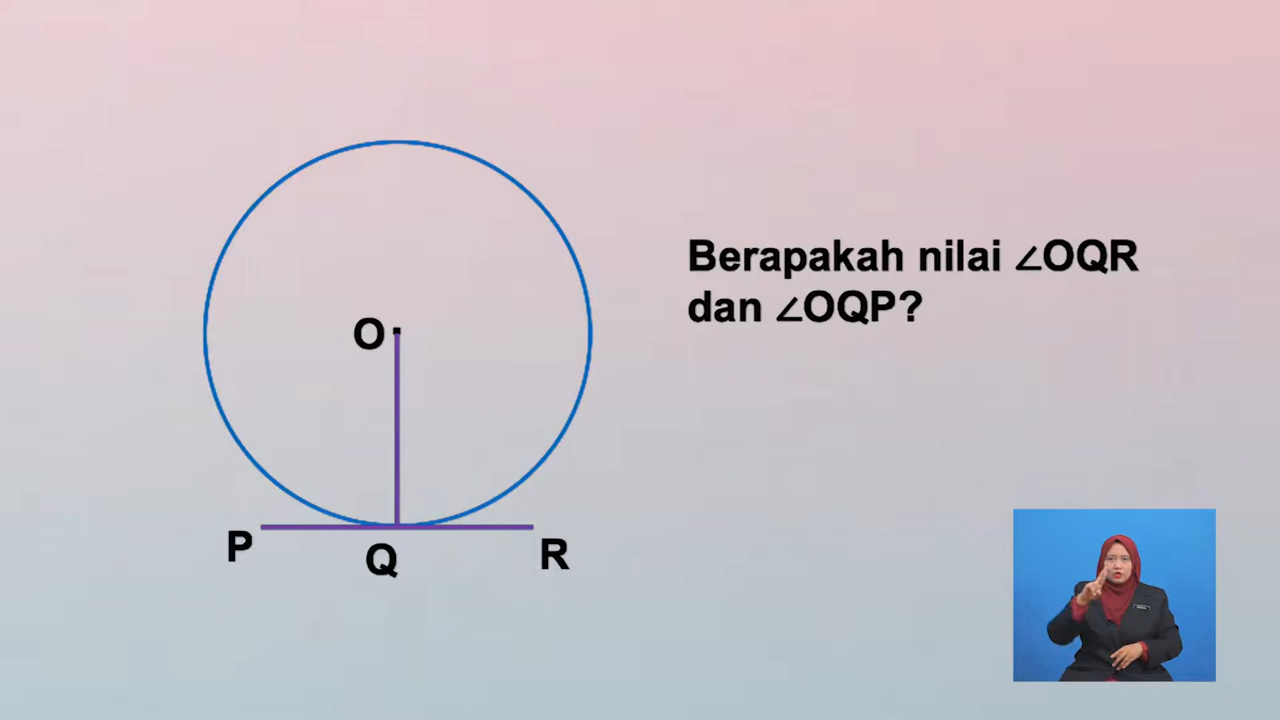 Berapakah nilai ∠OQR
dan ∠OQP?
O
P
Q
R